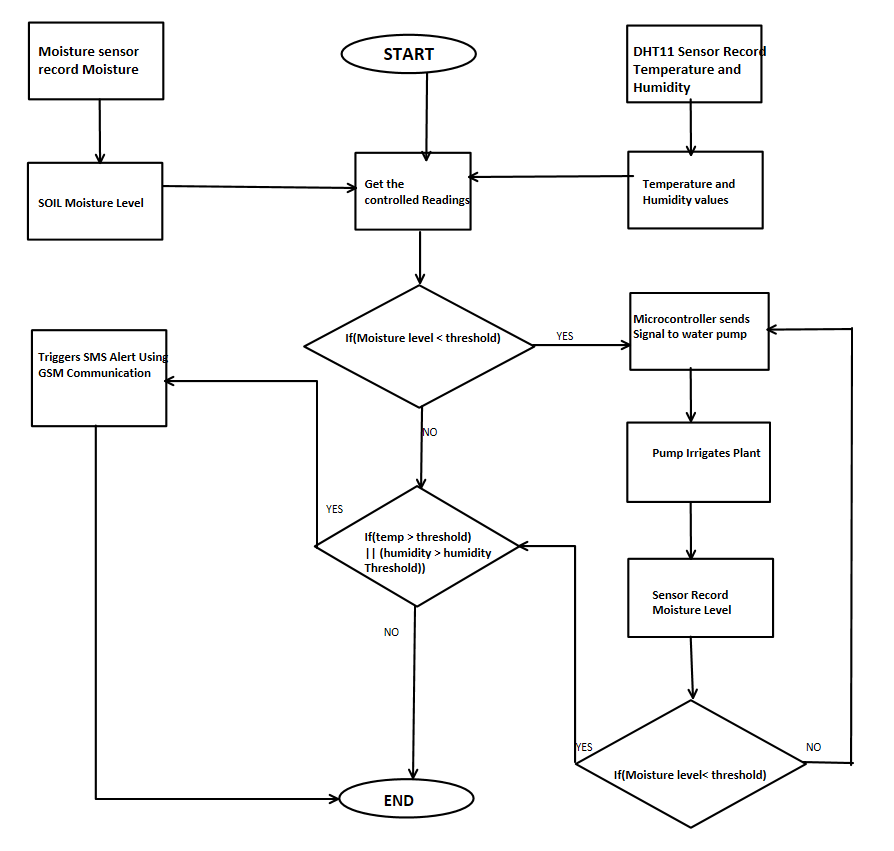 Moisture sensor
record Moisture
START
DHT11 Sensor Record
Temperature and
Humidity
SOIL Moisture Level
Get the
controlled Readings
Temperature and
Humidity values
If(Moisture level < threshold)
YES
Microcontroller sends
Signal to water pump
Triggers SMS Alert Using
GSM Communication
NO
Pump Irrigates Plant
YES
If(temp > threshold)
|| (humidity > humidity
Threshold))
Sensor Record
Moisture Level
NO
YES
NO
If(Moisture level< threshold)
END